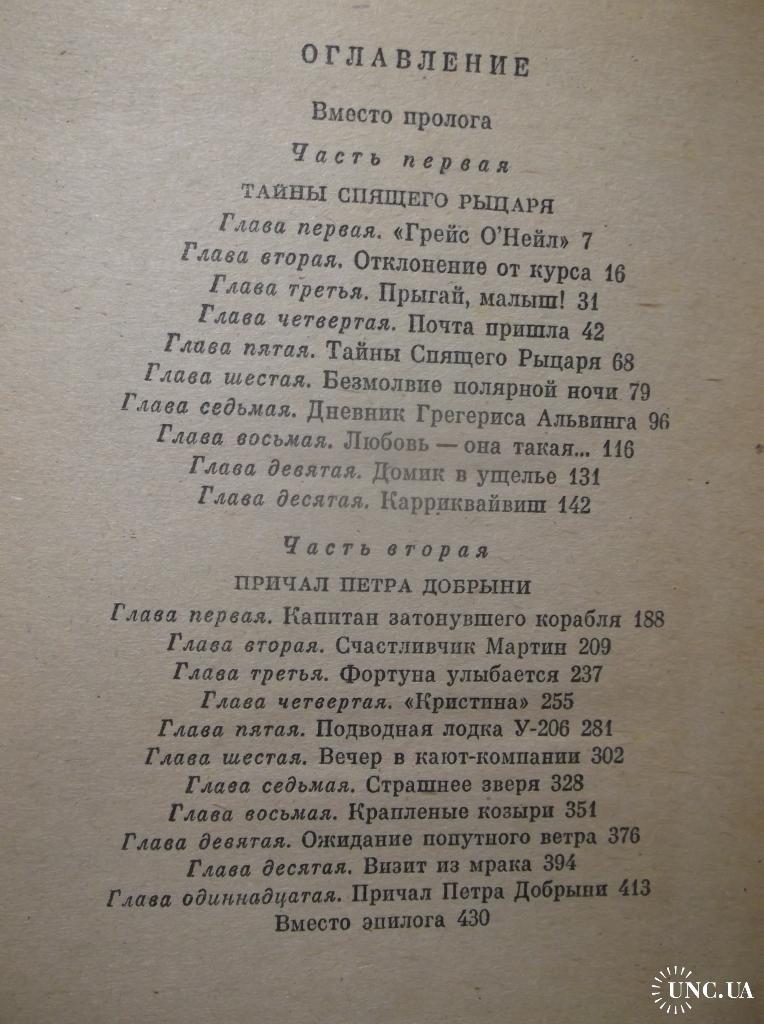 ОГЛАВЛЕНИЕ
Вместо пролога
Часть первая
ТАЙНЫ СПЯЩЕГО РЫЦАРЯ
Глава первая. «Грейс О'Нейл» 7
Глава вторая. Отклонение от курса 16
Глава третья. Прыгай, малыш! 31
Глава четвертая. Почта пришла 42
Глава пятая. Тайны Спящего Рыцаря 68
Глава шестая. Безмолвие полярной ночи 79
Глава седьмая. Дневник Грегериса Альвинга 96
Глава восьмая. Любовь — она такая... 116
Глава девятая. Домик в ущелье 131
Глава десятая. Карриквайвиш 142
Часть вторая
ПРИЧАЛ ПЕТРА ДОБРЫНИ
Глава первая. Капитан затонувшего корабля 188
Глава вторая. Счастливчик Мартин 209
Глава третья. Фортуна улыбается 237
Глава четвертая. «Кристина» 255
Глава пятая. Подводная лодка У-206 281
Глава шестая. Вечер в кают-компании 302
Глава седьмая. Страшнее зверя 328
Глава восьмая. Крапленые козыри 351
Глава девятая. Ожидание попутного ветра 376
Глава десятая. Визит из мрака 394
Глава одиннадцатая. Причал Петра Добрыни 413
Вместо эпилога 430
UNC.UA